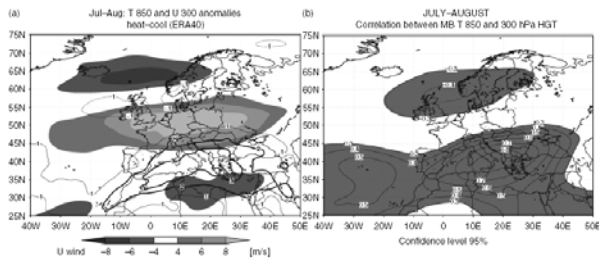 (a) Jul–Aug: T 850 and U 300 anomalies
heat–cool (ERA40)
75N
70N
65N
60N
55N
50N
45N
40N
35N
30N
25N
40W 30W 20W 10W 0 10E 20E 30E 40E 50E 60E
U wind −8 −6 −4 4 6 8 [m/s]
(b) JULY–AUGUST
Correlation between MB T 850 and 300 hPa HGT
75N
70N
65N
60N
55N
50N
45N
40N
35N
30N
25N
40W 30W 20W 10W 0 10E 20E 30E 40E 50E 60E
Confidence level 95%